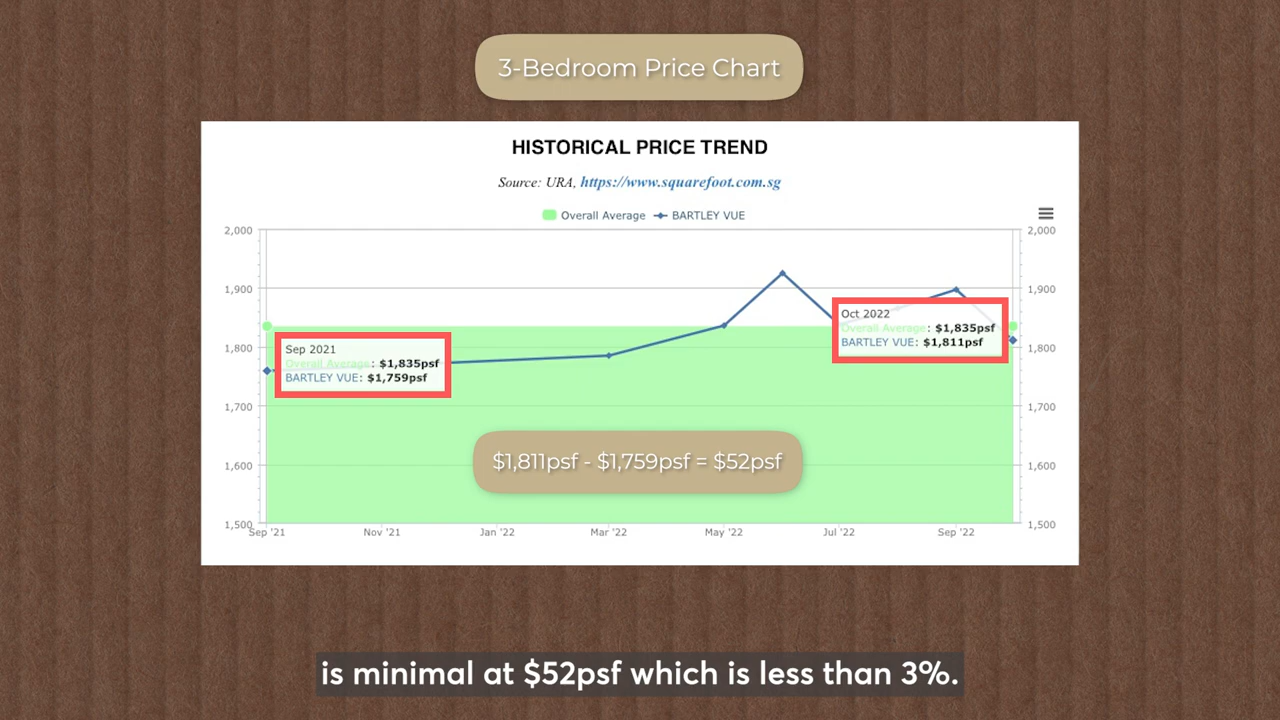 3-Bedroom Price Chart
HISTORICAL PRICE TREND
Source: URA, https://www.squarefoot.com.sg
Overall Average BARTLEY VUE
2,000 2,000
1,900 1,900
Oct 2022
Overall Average: $1,835psf
BARTLEY VUE: $1,811psf
1,800 1,800
Sep 2021
Overall Average: $1,835psf
BARTLEY VUE: $1,759psf
1,700 1,700
$1,811psf - $1,759psf = $52psf
1,600 1,600
1,500 1,500
Sep '21 Nov '21 Jan '22 Mar '22 May '22 Jul '22 Sep '22
is minimal at $52psf which is less than 3%.